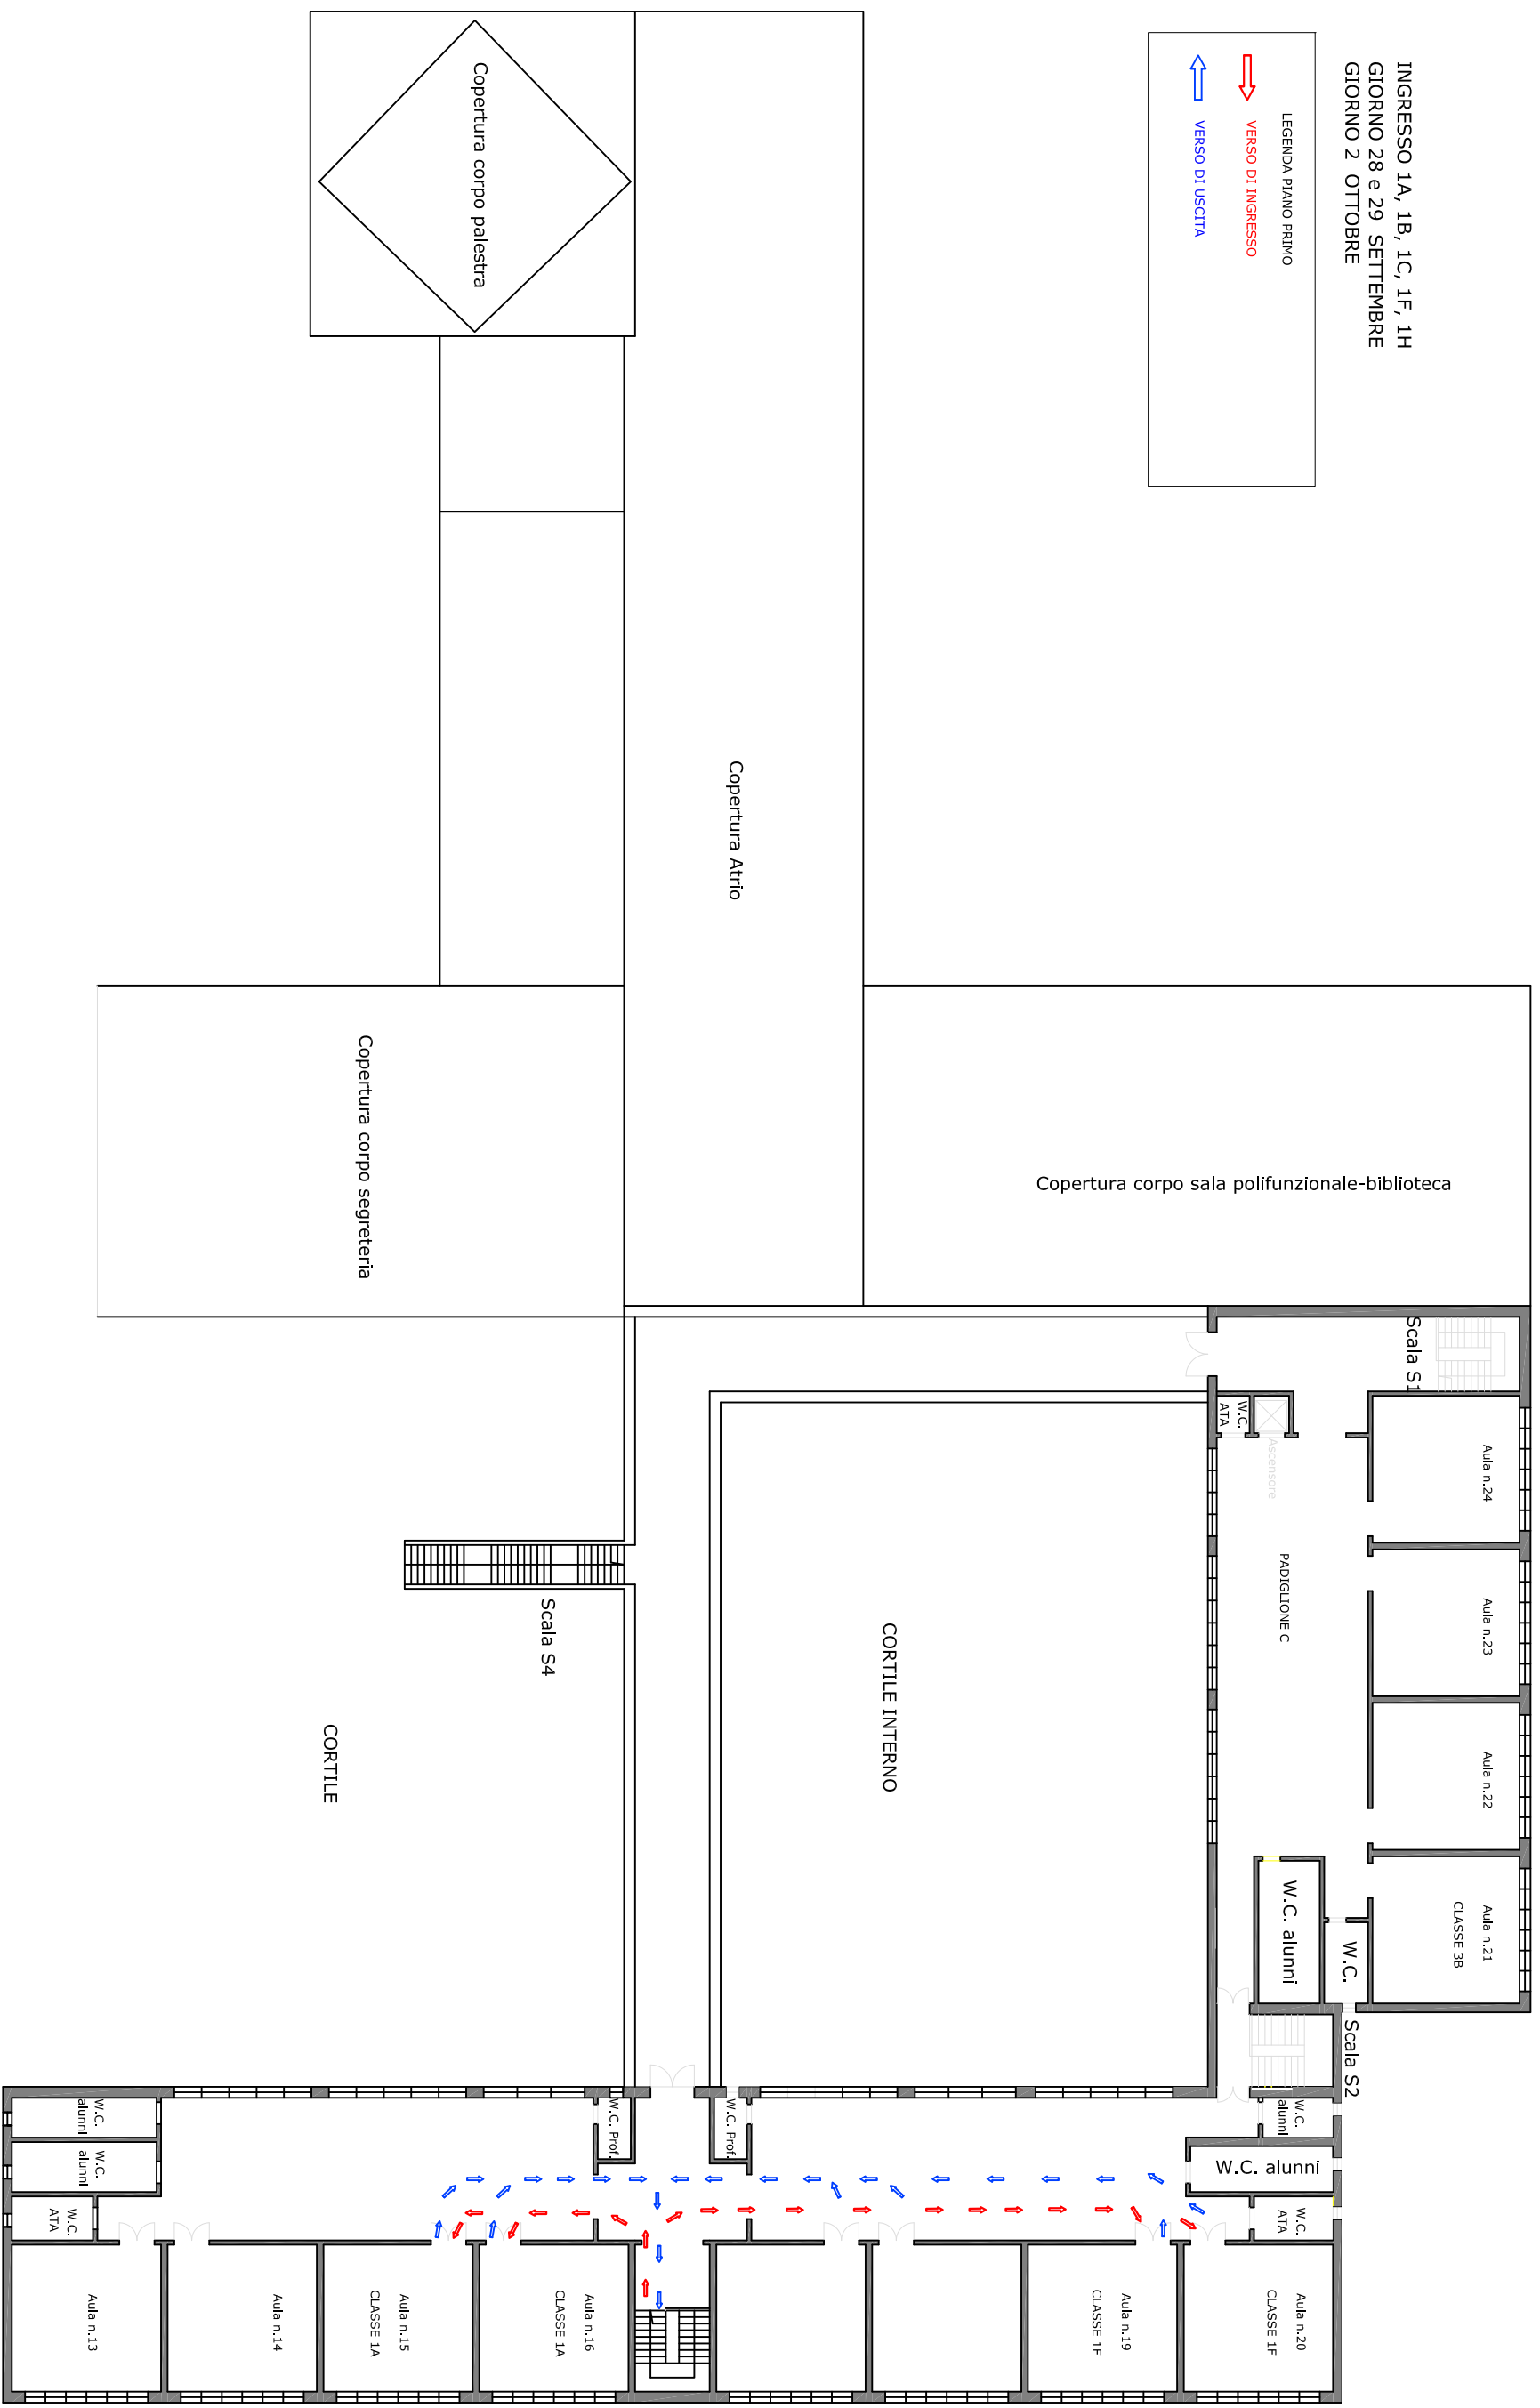 INGRESSO 1A, 1B, 1C, 1F, 1H
GIORNO 28 e 29 SETTEMBRE
GIORNO 2 OTTOBRE
LEGENDA PIANO PRIMO
VERSO DI INGRESSO
VERSO DI USCITA
Copertura corpo palestra
Copertura Atrio
Copertura corpo segreteria
Copertura corpo sala polifunzionale-biblioteca
Scala S1
W.C.
ATA
Ascensore
Aula n.24
PADIGLIONE C
Aula n.23
Aula n.22
Aula n.21
CLASSE 3B
W.C. alunni
W.C.
Scala S2
Scala S4
CORTILE INTERNO
CORTILE
W.C.
alunni
W.C. alunni
W.C.
ATA
W.C. Prof.
W.C. Prof.
W.C.
alunni
W.C.
alunni
W.C.
ATA
Aula n.20
CLASSE 1F
Aula n.19
CLASSE 1F
Aula n.16
CLASSE 1A
Aula n.15
CLASSE 1A
Aula n.14
Aula n.13